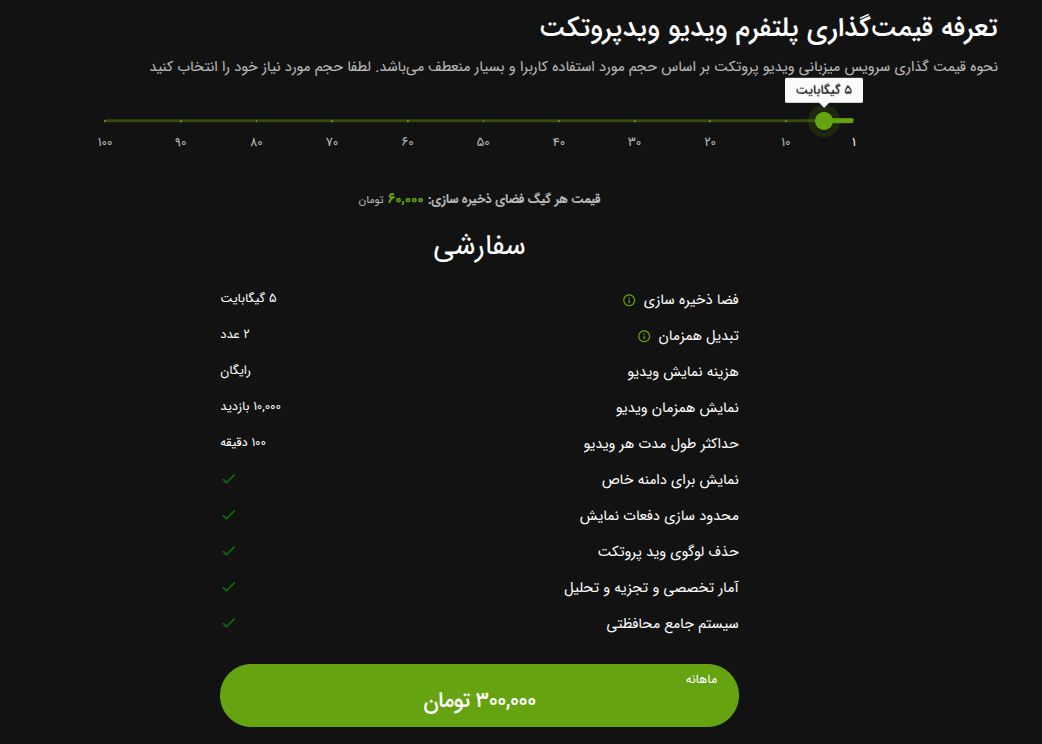 تعرفه قیمت‌گذاری پلتفرم ویدیو ویدپروتکت
نحوه قیمت گذاری سرویس میزبانی ویدیو پروتکت بر اساس حجم مورد استفاده کاربرا و بسیار منعطف می‌باشد. لطفا حجم مورد نیاز خود را انتخاب کنید
۵ گیگابایت
۱ ۱۰ ۲۰ ۳۰ ۴۰ ۵۰ ۶۰ ۷۰ ۸۰ ۹۰ ۱۰۰
قیمت هر گیگ فضای ذخیره سازی: ۶۰,۰۰۰ تومان
سفارشی
فضا ذخیره سازی ۵ گیگابایت
تبدیل همزمان ۲ عدد
هزینه نمایش ویدیو رایگان
نمایش همزمان ویدیو ۱۰,۰۰۰ بازدید
حداکثر طول مدت هر ویدیو ۱۰۰ دقیقه
نمایش برای دامنه خاص
محدود سازی دفعات نمایش
حذف لوگوی وید پروتکت
آمار تخصصی و تجزیه و تحلیل
سیستم جامع محافظتی
ماهانه
۳۰۰,۰۰۰ تومان